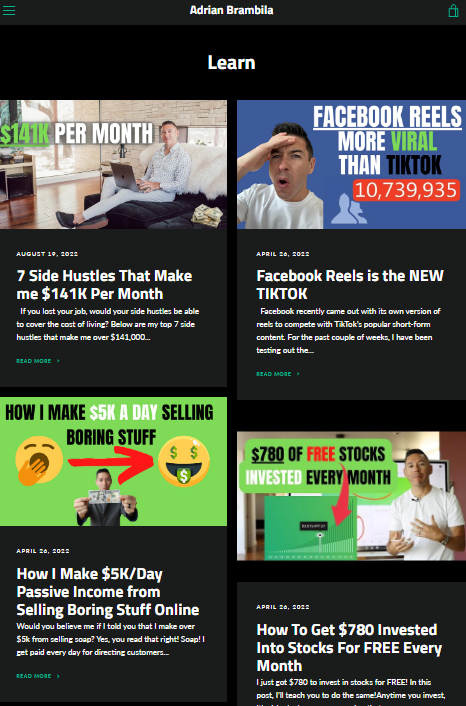 Adrian Brambila
Learn
$141K PER MONTH
AUGUST 19, 2022
7 Side Hustles That Make
me $141K Per Month
If you lost your job, would your side hustles be able
to cover the cost of living? Below are my top 7 side
hustles that make me over $141,000...
READ MORE >
FACEBOOK REELS
MORE VIRAL
THAN TIKTOK
10,739,935
APRIL 26, 2022
Facebook Reels is the NEW
TIKTOK
Facebook recently came out with its own version of
reels to compete with TikTok's popular short-form
content. For the past couple of weeks, I have been
testing out the...
READ MORE >
HOW I MAKE $5K A DAY SELLING
BORING STUFF
APRIL 26, 2022
How I Make $5K/Day
Passive Income from
Selling Boring Stuff Online
Would you believe me if I told you that I make over
$5k from selling soap? Yes, you read that right! Soap! I
get paid every day for directing customers...
READ MORE >
$780 OF FREE STOCKS
INVESTED EVERY MONTH
APRIL 26, 2022
How To Get $780 Invested
Into Stocks For FREE Every
Month
I just got $780 to invest in stocks for FREE! In this
post, I'll teach you to do the same!Anytime you invest,